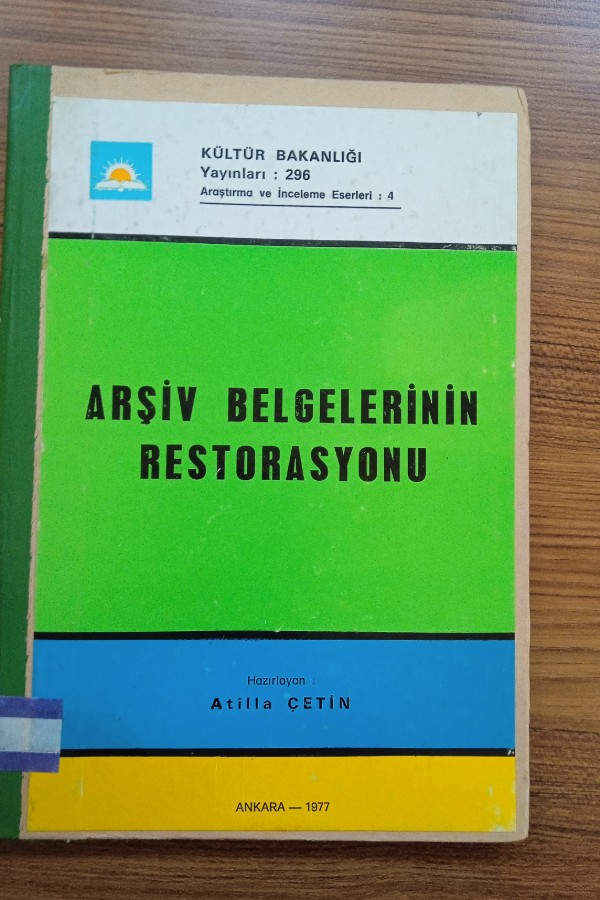 KÜLTÜR BAKANLIĞI
Yayınları : 296
Araştırma ve İnceleme Eserleri : 4
ARŞİV BELGELERİNİN
RESTORASYONU
Hazırlayan :
Atilla ÇETİN
ANKARA — 1977